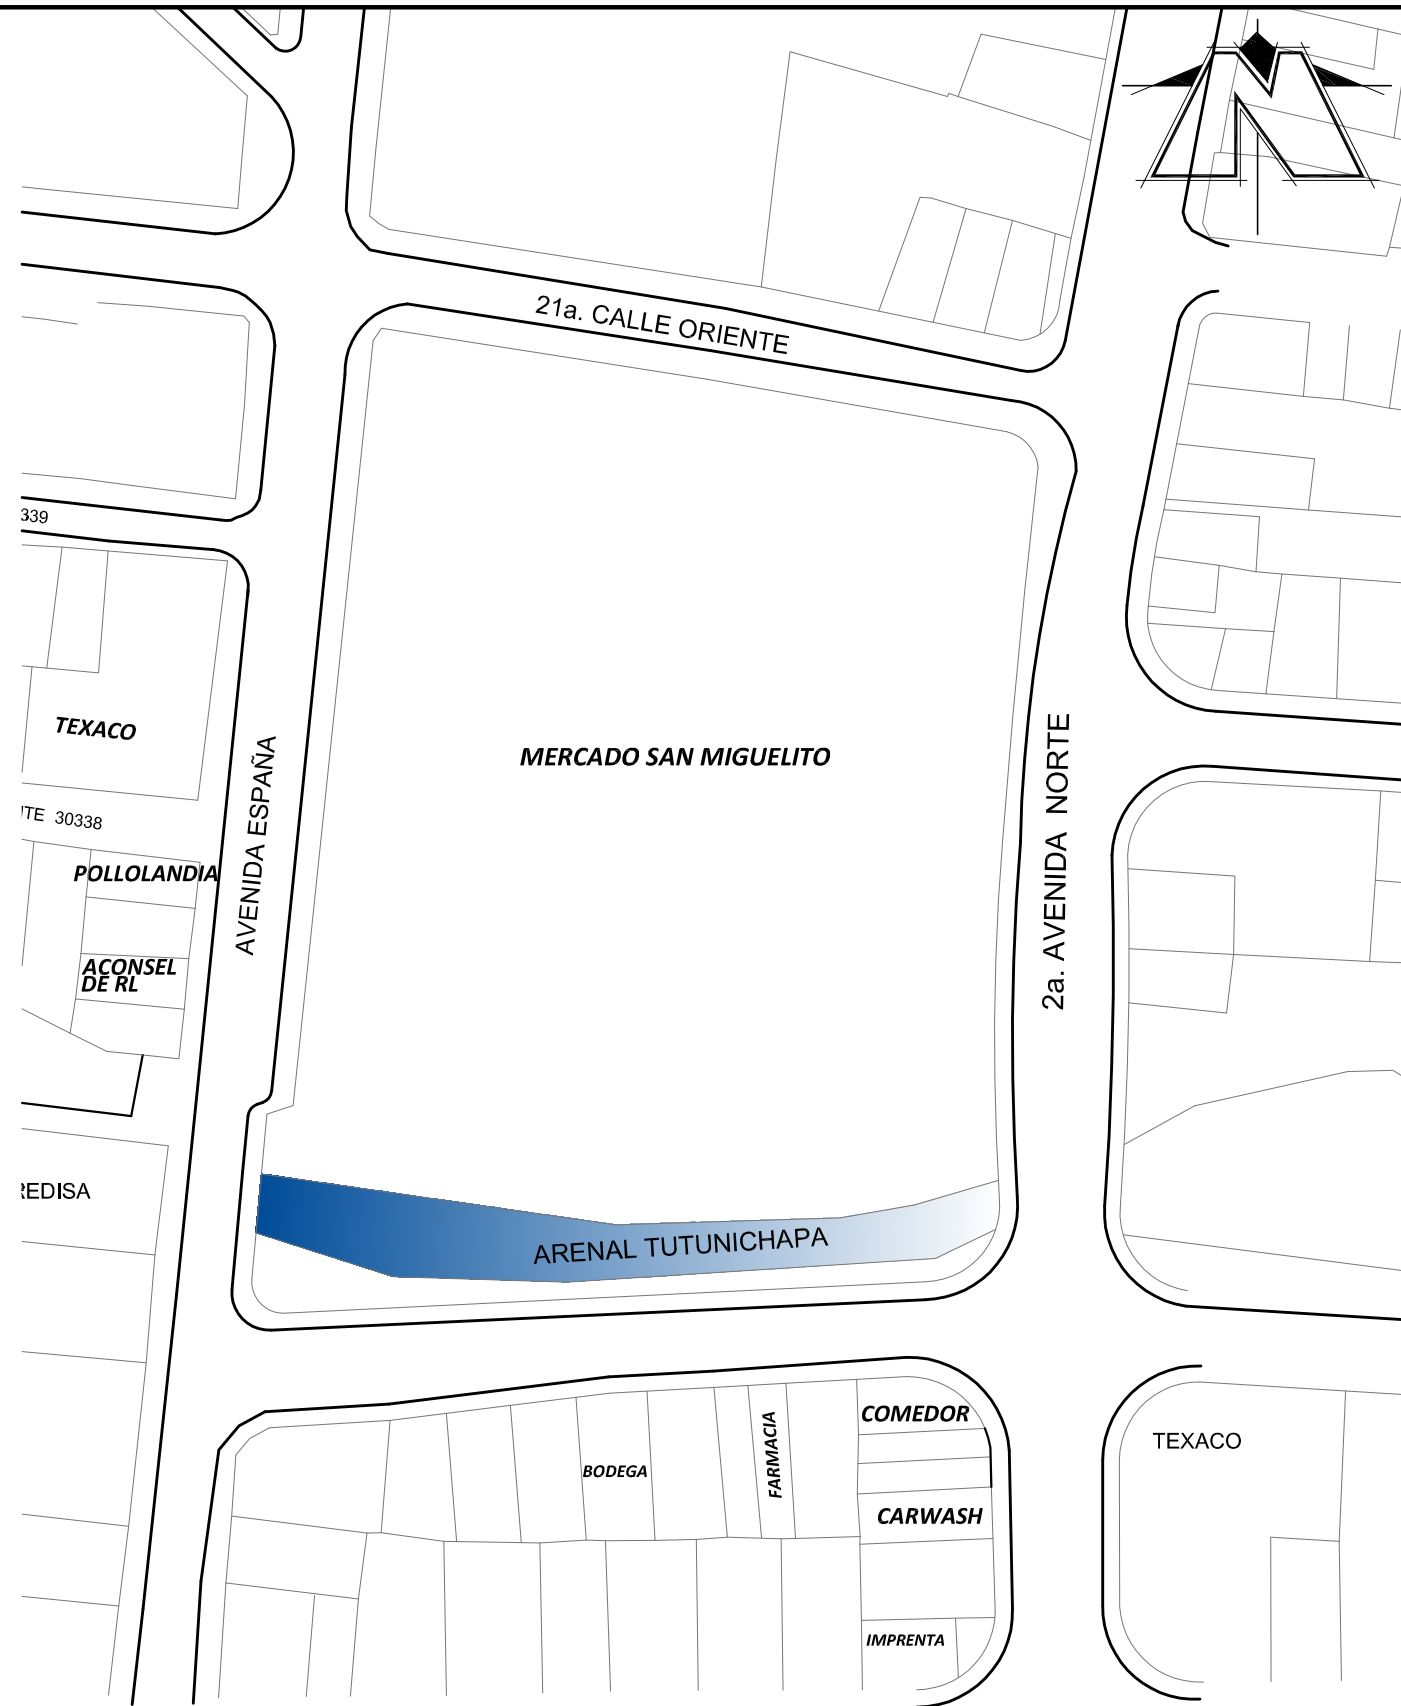 21a. CALLE ORIENTE
339
TEXACO
MERCADO SAN MIGUELITO
AVENIDA ESPAÑA
2a. AVENIDA NORTE
30338
POLLOLANDIA
ACONSEL
DE RL
EDISA
ARENAL TUTUNICHAPA
COMEDOR
TEXACO
BODEGA
FARMACIA
CARWASH
IMPRENTA